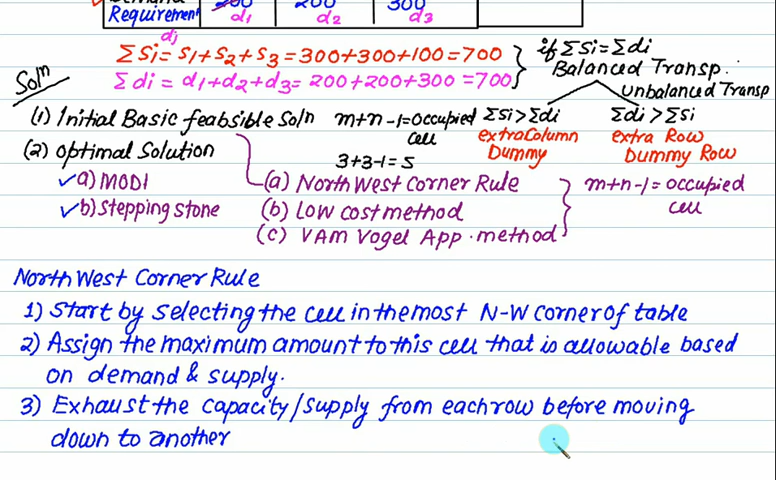 Requirement 200 200 300
dj d1 d2 d3
ΣSi = S1+S2+S3 = 300+300+100 = 700
Σdi = d1+d2+d3 = 200+200+300 = 700
if ΣSi = Σdi
Balanced Transp.
Unbalanced Transp
Soln
(1) Initial Basic feabsible Soln
m+n-1 = occupied cell
ΣSi > Σdi
extra Column
Dummy
Σdi > ΣSi
extra Row
Dummy Row
(2) optimal Solution
3+3-1 = 5
✓a) MODI
(a) North West Corner Rule
m+n-1 = occupied cell
✓b) Stepping stone
(b) Low cost method
(c) VAM Vogel App. method
North West Corner Rule
1) Start by selecting the cell in the most N-W corner of table
2) Assign the maximum amount to this cell that is allowable based
on demand & supply.
3) Exhaust the capacity/supply from each row before moving
down to another